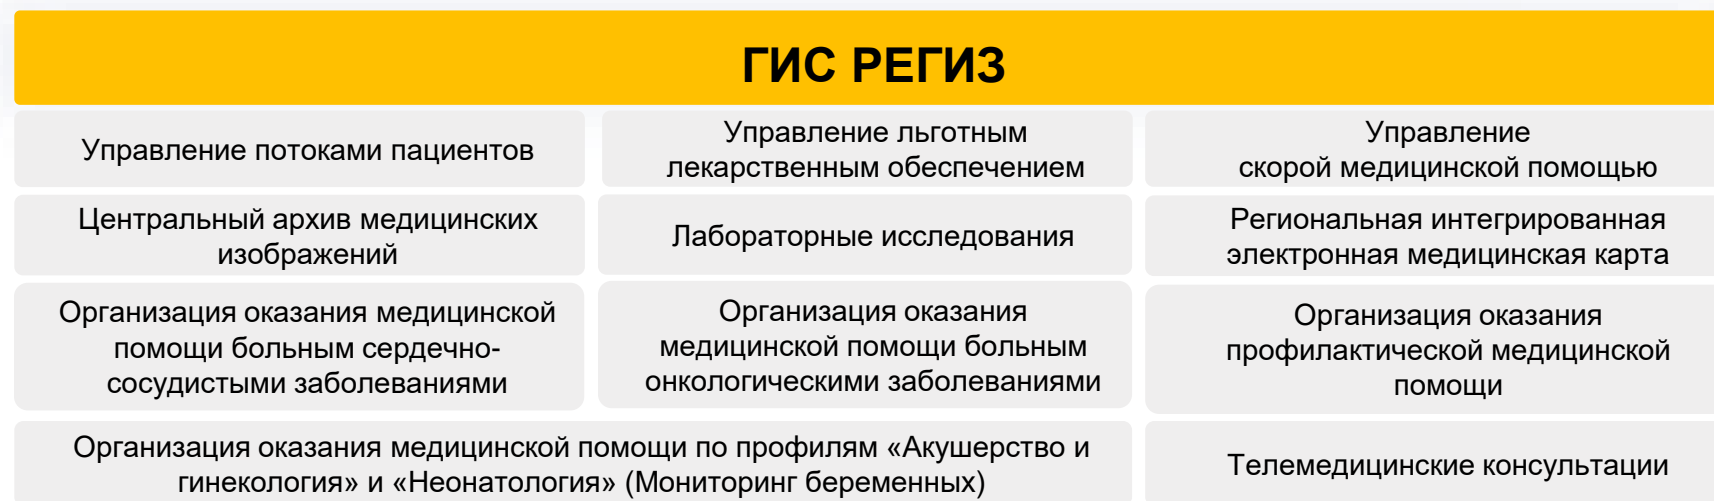 ГИС РЕГИЗ
Управление потоками пациентов
Управление льготным
лекарственным обеспечением
Управление
скорой медицинской помощью
Центральный архив медицинских
изображений
Лабораторные исследования
Региональная интегрированная
электронная медицинская карта
Организация оказания медицинской
помощи больным сердечно-
сосудистыми заболеваниями
Организация оказания
медицинской помощи больным
онкологическими заболеваниями
Организация оказания
профилактической медицинской
помощи
Организация оказания медицинской помощи по профилям «Акушерство и
гинекология» и «Неонатология» (Мониторинг беременных)
Телемедицинские консультации